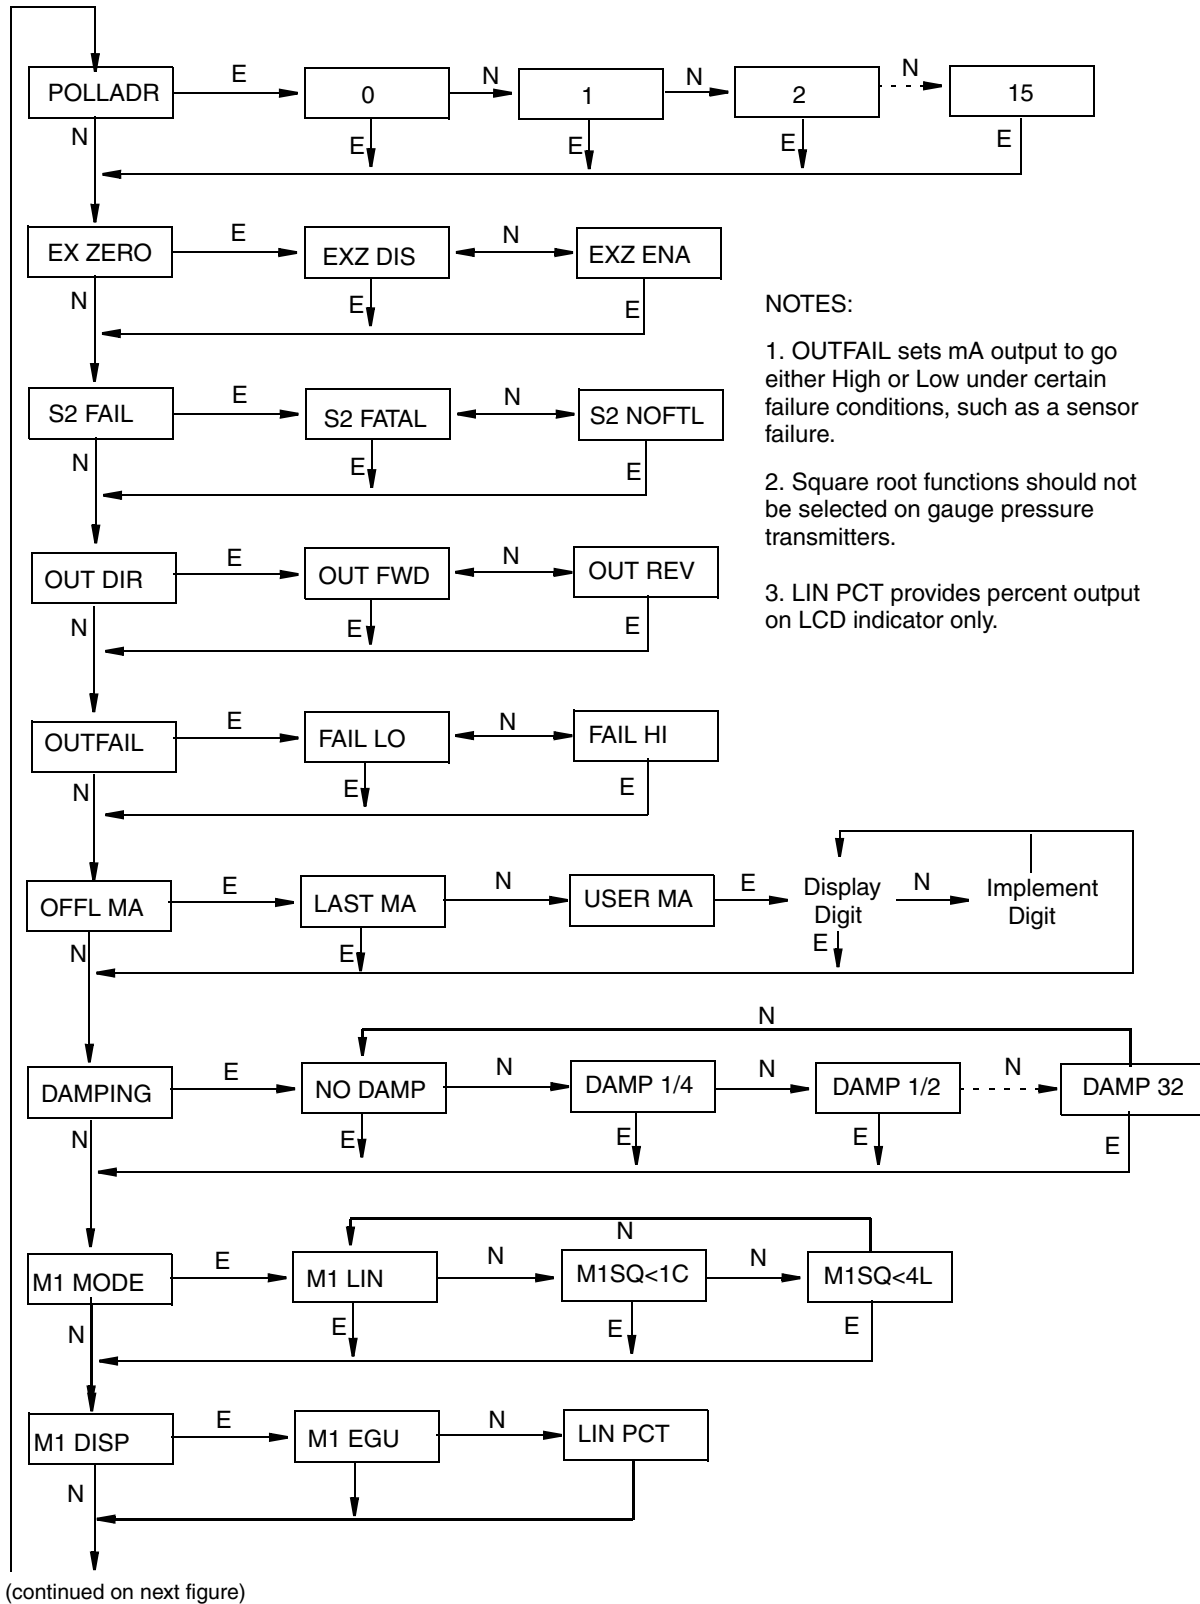 POLLADR E 0 N 1 N 2 N 15
N E E E E
EX ZERO E EXZ DIS N EXZ ENA
N E E
S2 FAIL E S2 FATAL N S2 NOFTL
N E E
OUT DIR E OUT FWD N OUT REV
N E E
OUTFAIL E FAIL LO N FAIL HI
N E E
NOTES:
1. OUTFAIL sets mA output to go
either High or Low under certain
failure conditions, such as a sensor
failure.
2. Square root functions should not
be selected on gauge pressure
transmitters.
3. LIN PCT provides percent output
on LCD indicator only.
OFFL MA E LAST MA N USER MA E Display N Implement
Digit Digit
N E E
N
DAMPING E NO DAMP N DAMP 1/4 N DAMP 1/2 N DAMP 32
N E E E E
N
M1 MODE E M1 LIN N M1SQ<1C N M1SQ<4L
N E E E
M1 DISP E M1 EGU N LIN PCT
N
(continued on next figure)